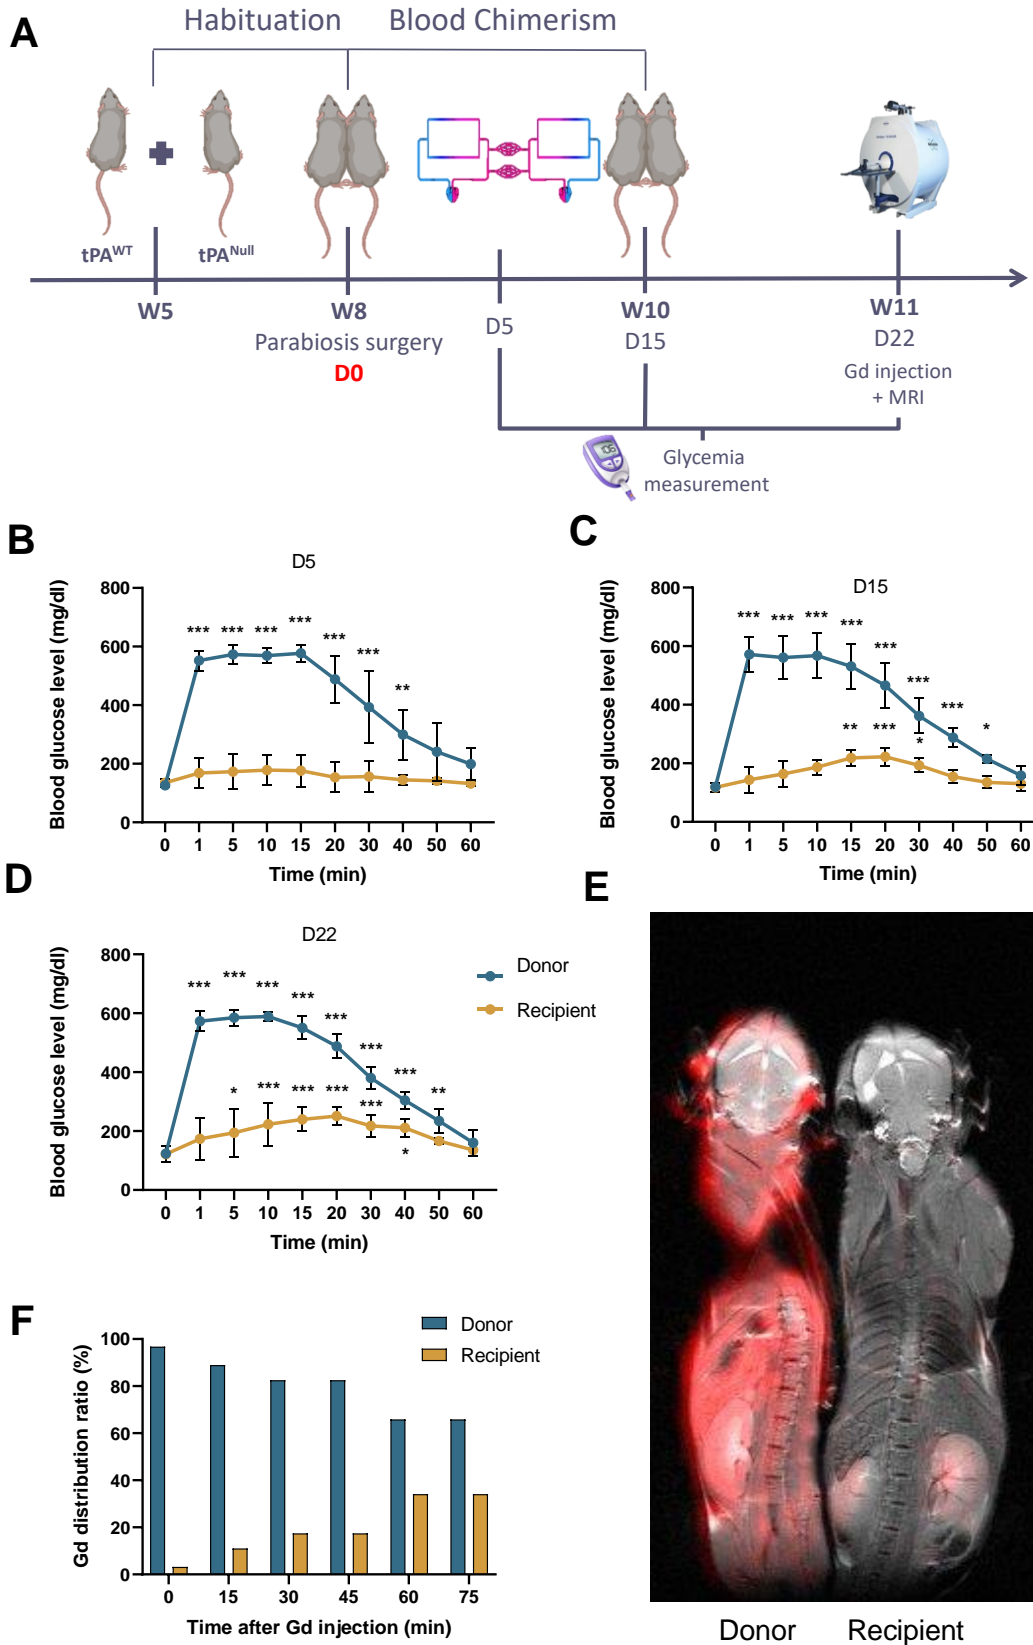 A
Habituation
Blood Chimerism
tPAWT
tPANull
W5
W8
Parabiosis surgery
D0
D5
W10
D15
W11
D22
Gd injection
+ MRI
106
Glycemia
measurement
B
D5
Blood glucose level (mg/dl)
800
600
400
200
0
*** *** *** *** *** *** **
0 1 5 10 15 20 30 40 50 60
Time (min)
C
D15
Blood glucose level (mg/dl)
800
600
400
200
0
*** *** *** *** *** *** *** *
** *** *
0 1 5 10 15 20 30 40 50 60
Time (min)
D
D22
Blood glucose level (mg/dl)
800
600
400
200
0
*** *** *** *** *** *** *** **
* *** *** *** *** *
0 1 5 10 15 20 30 40 50 60
Time (min)
Donor
Recipient
E
Donor
Recipient
F
Donor
Recipient
Gd distribution ratio (%)
100
80
60
40
20
0
0 15 30 45 60 75
Time after Gd injection (min)